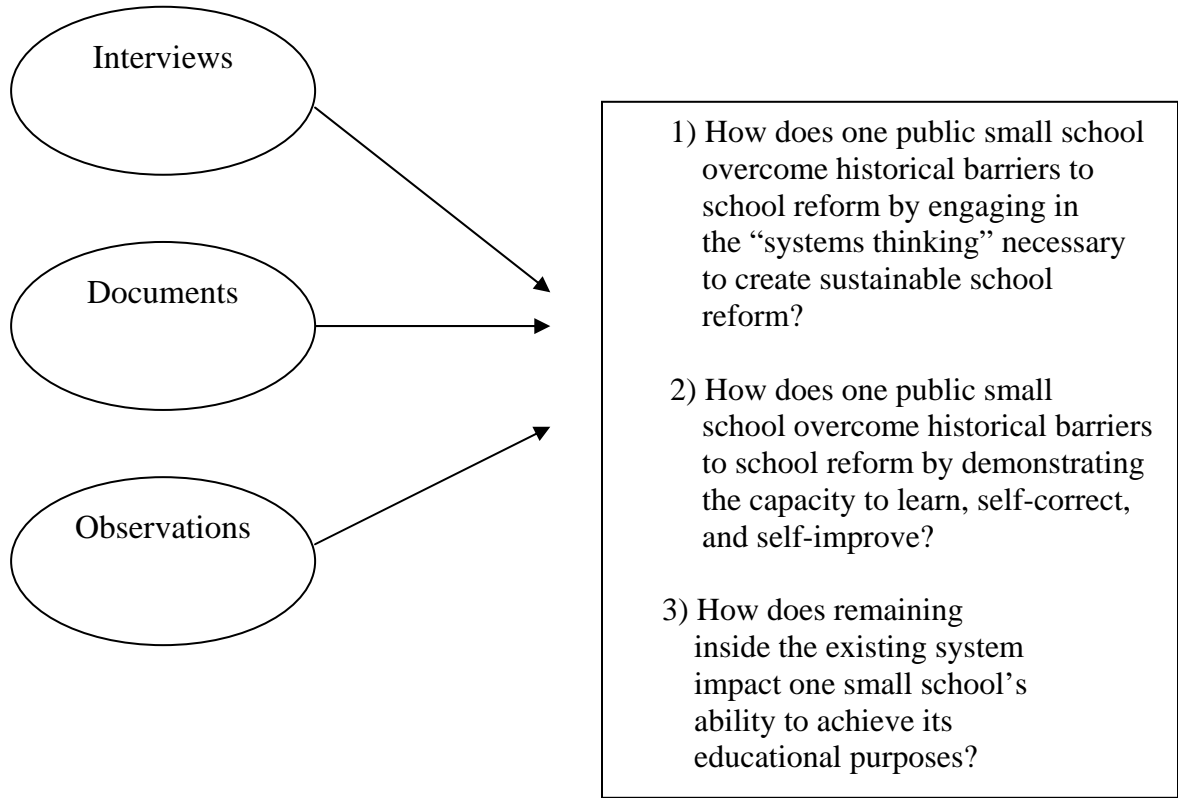 Interviews
Documents
Observations
1) How does one public small school
overcome historical barriers to
school reform by engaging in
the “systems thinking” necessary
to create sustainable school
reform?
2) How does one public small
school overcome historical barriers
to school reform by demonstrating
the capacity to learn, self-correct,
and self-improve?
3) How does remaining
inside the existing system
impact one small school’s
ability to achieve its
educational purposes?